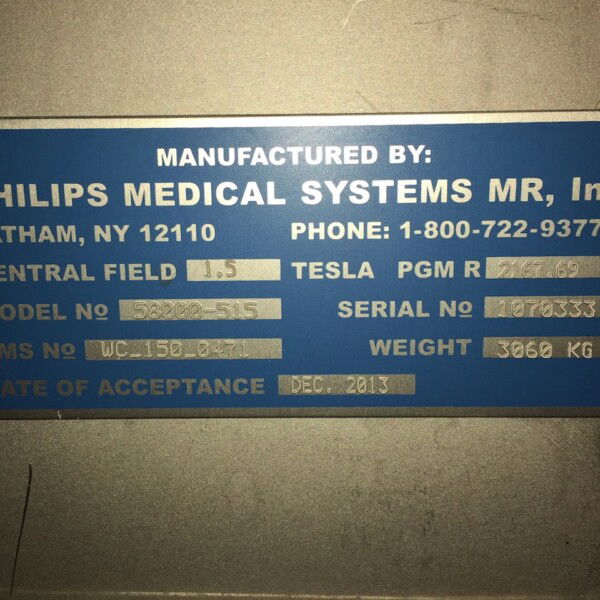 MANUFACTURED BY:
HILIPS MEDICAL SYSTEMS MR, In
ATHAM, NY 12110 PHONE: 1-800-722-9377
ENTRAL FIELD 1.5 TESLA PGM R 2167.69
ODEL Nº 58000-515 SERIAL Nº 1070333
MS Nº WC_150_0471 WEIGHT 3060 KG
ATE OF ACCEPTANCE DEC. 2013